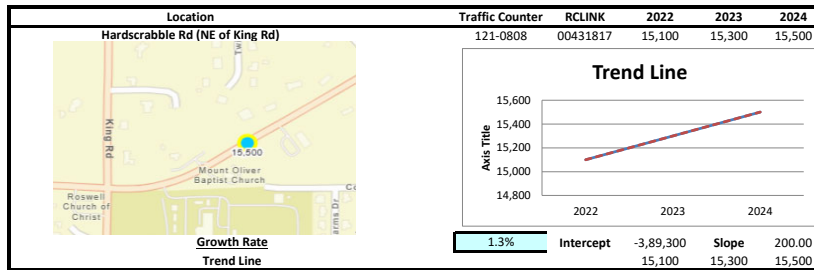 Location Traffic Counter RCLINK 2022 2023 2024
Hardscrabble Rd (NE of King Rd) 121-0808 00431817 15,100 15,300 15,500
King Rd
15,500
Mount Oliver
Baptist Church
Roswell
Church of
Christ
Trend Line
Axis Title
15,600
15,400
15,200
15,000
14,800
2022 2023 2024
Growth Rate 1.3% Intercept -3,89,300 Slope 200.00
Trend Line 15,100 15,300 15,500